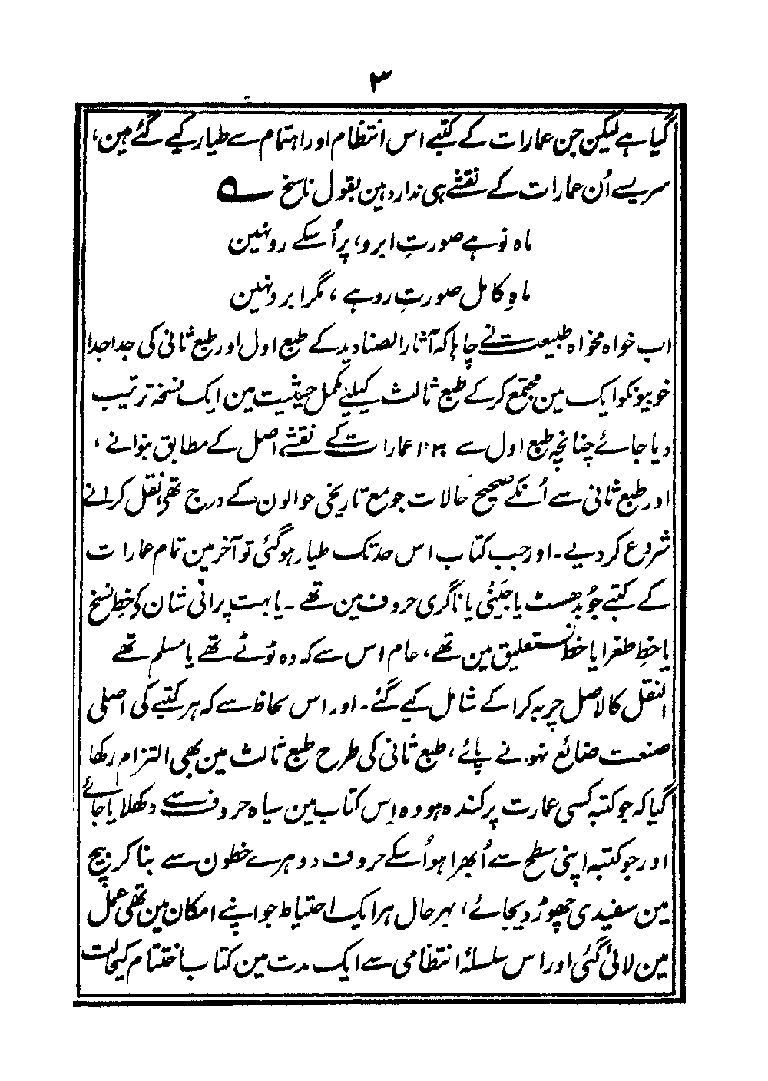 ۳
گیا ہے لیکن جن عمارات کے کتبے اس انتظام اور اہتمام سے طیار کیے گئے ہین،
سرے سے اُن عمارات کے نقشے ہی ندارد ہین بقول ناسخ ے
ماہ نو ہے صورتِ ابرو، پر اُسکے رو نہین
ماہِ کامل صورتِ رو ہے، مگر ابرو نہین
اب خواہ مخواہ طبیعت نے چاہا کہ آثار الصنادید کے طبع اول اور طبع ثانی کی جدا جدا
خوبیونکو ایک مین مجتمع کر کے طبع ثالث کیلیے مکمل حیثیت مین ایک نسخہ ترتیب
دیا جائے چنانچہ طبع اول سے عمارات کے نقشے اصل کے مطابق بنوانے،
اور طبع ثانی سے اُنکے صحیح حالات جو مع تاریخی حوالون کے درج تھے نقل کرانے
شروع کر دیے۔ اور جب کتاب اس حد تک طیار ہو گئی تو آخر مین تمام عمارات
کے کتبے جو بدھسٹ یا جینی یا ناگری حروف مین تھے۔ یا بہت پرانی شان کو خط نسخ
یا خطِ طغرا یا خط نستعلیق مین تھے، عام اس سے کہ وہ ٹوٹے تھے یا مسلم تھے
النقل کالاصل چربہ کرا کے شامل کیے گئے۔ اور اس لحاظ سے کہ ہر کتبے کی اصلی
صنعت ضائع نہونے پائے، طبع ثانی کی طرح طبع ثالث مین بھی التزام رکھا
گیا کہ جو کتبہ کسی عمارت پر کندہ ہو وہ اِس کتاب مین سیاہ حروف سے دکھلایا جائے
اور جو کتبہ اپنی سطح سے اُبھرا ہو اُسکے حروف دوہرے خطون سے بنا کر بیچ
مین سفیدی چھوڑ دیجائے، بہر حال ہر ایک احتیاط جو اپنے امکان مین تھی عمل
مین لائی گئی اور اس سلسلۂ انتظامی سے ایک مدت مین کتاب باختتام